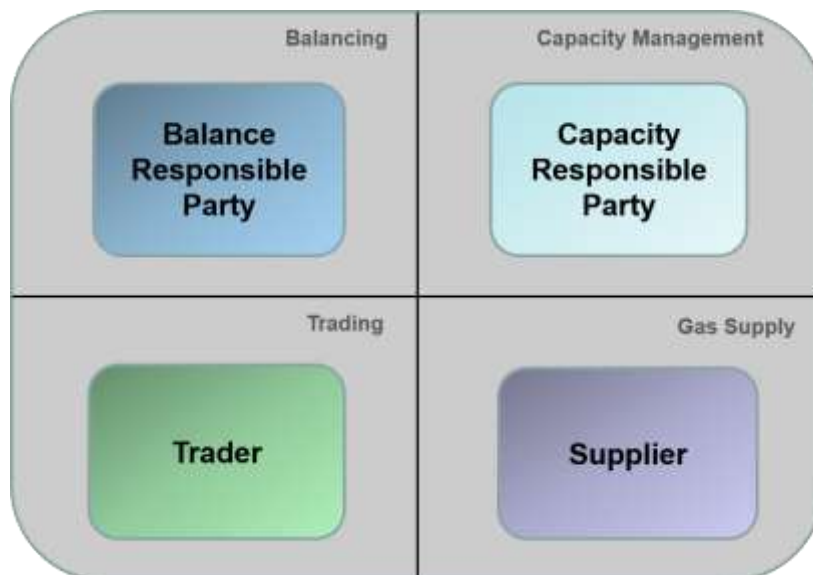 Balancing
Capacity Management
Balance
Responsible
Party
Capacity
Responsible
Party
Trading
Gas Supply
Trader
Supplier